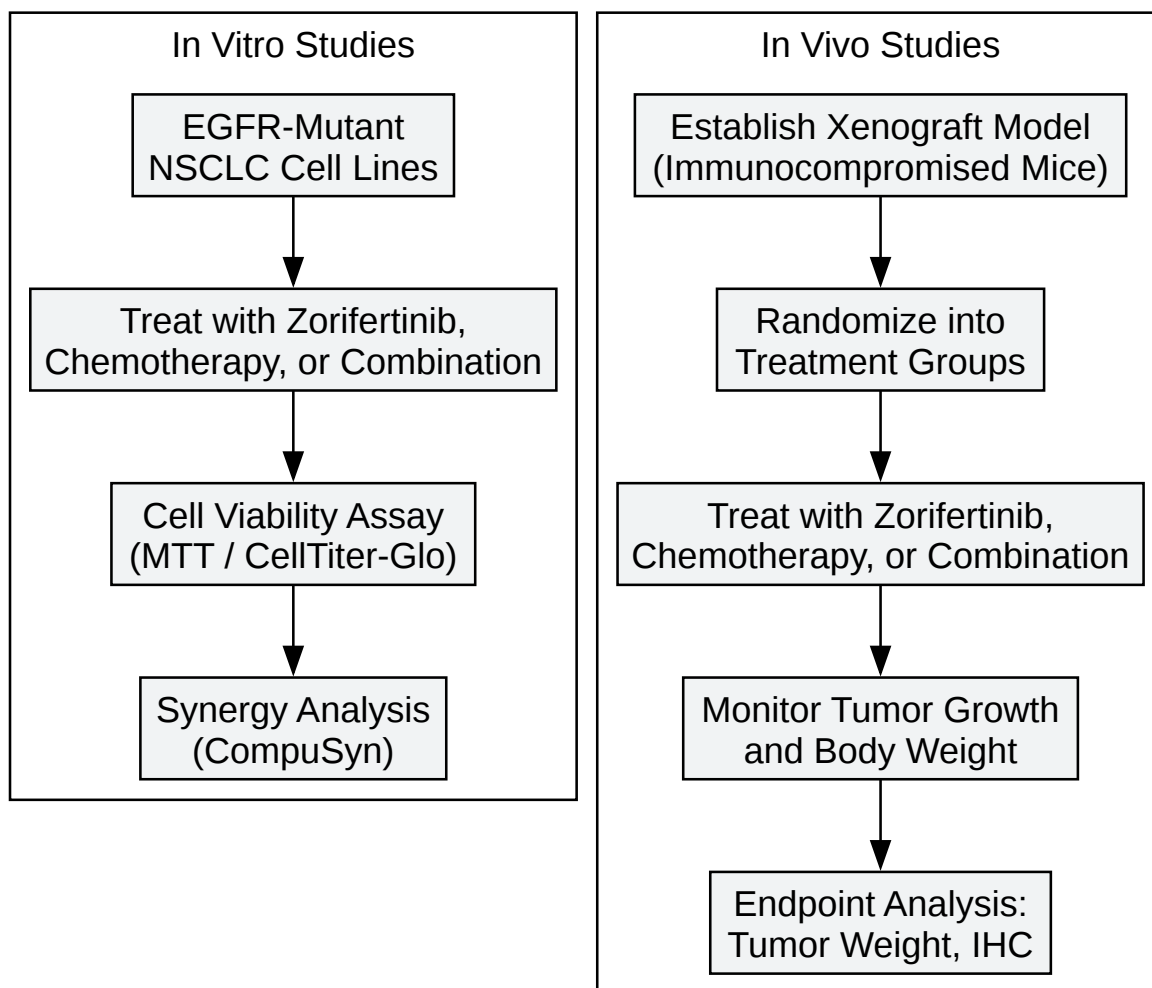 In Vitro Studies
EGFR-Mutant
NSCLC Cell Lines
Treat with Zorifertinib,
Chemotherapy, or Combination
Cell Viability Assay
(MTT / CellTiter-Glo)
Synergy Analysis
(CompuSyn)
In Vivo Studies
Establish Xenograft Model
(Immunocompromised Mice)
Randomize into
Treatment Groups
Treat with Zorifertinib,
Chemotherapy, or Combination
Monitor Tumor Growth
and Body Weight
Endpoint Analysis:
Tumor Weight, IHC